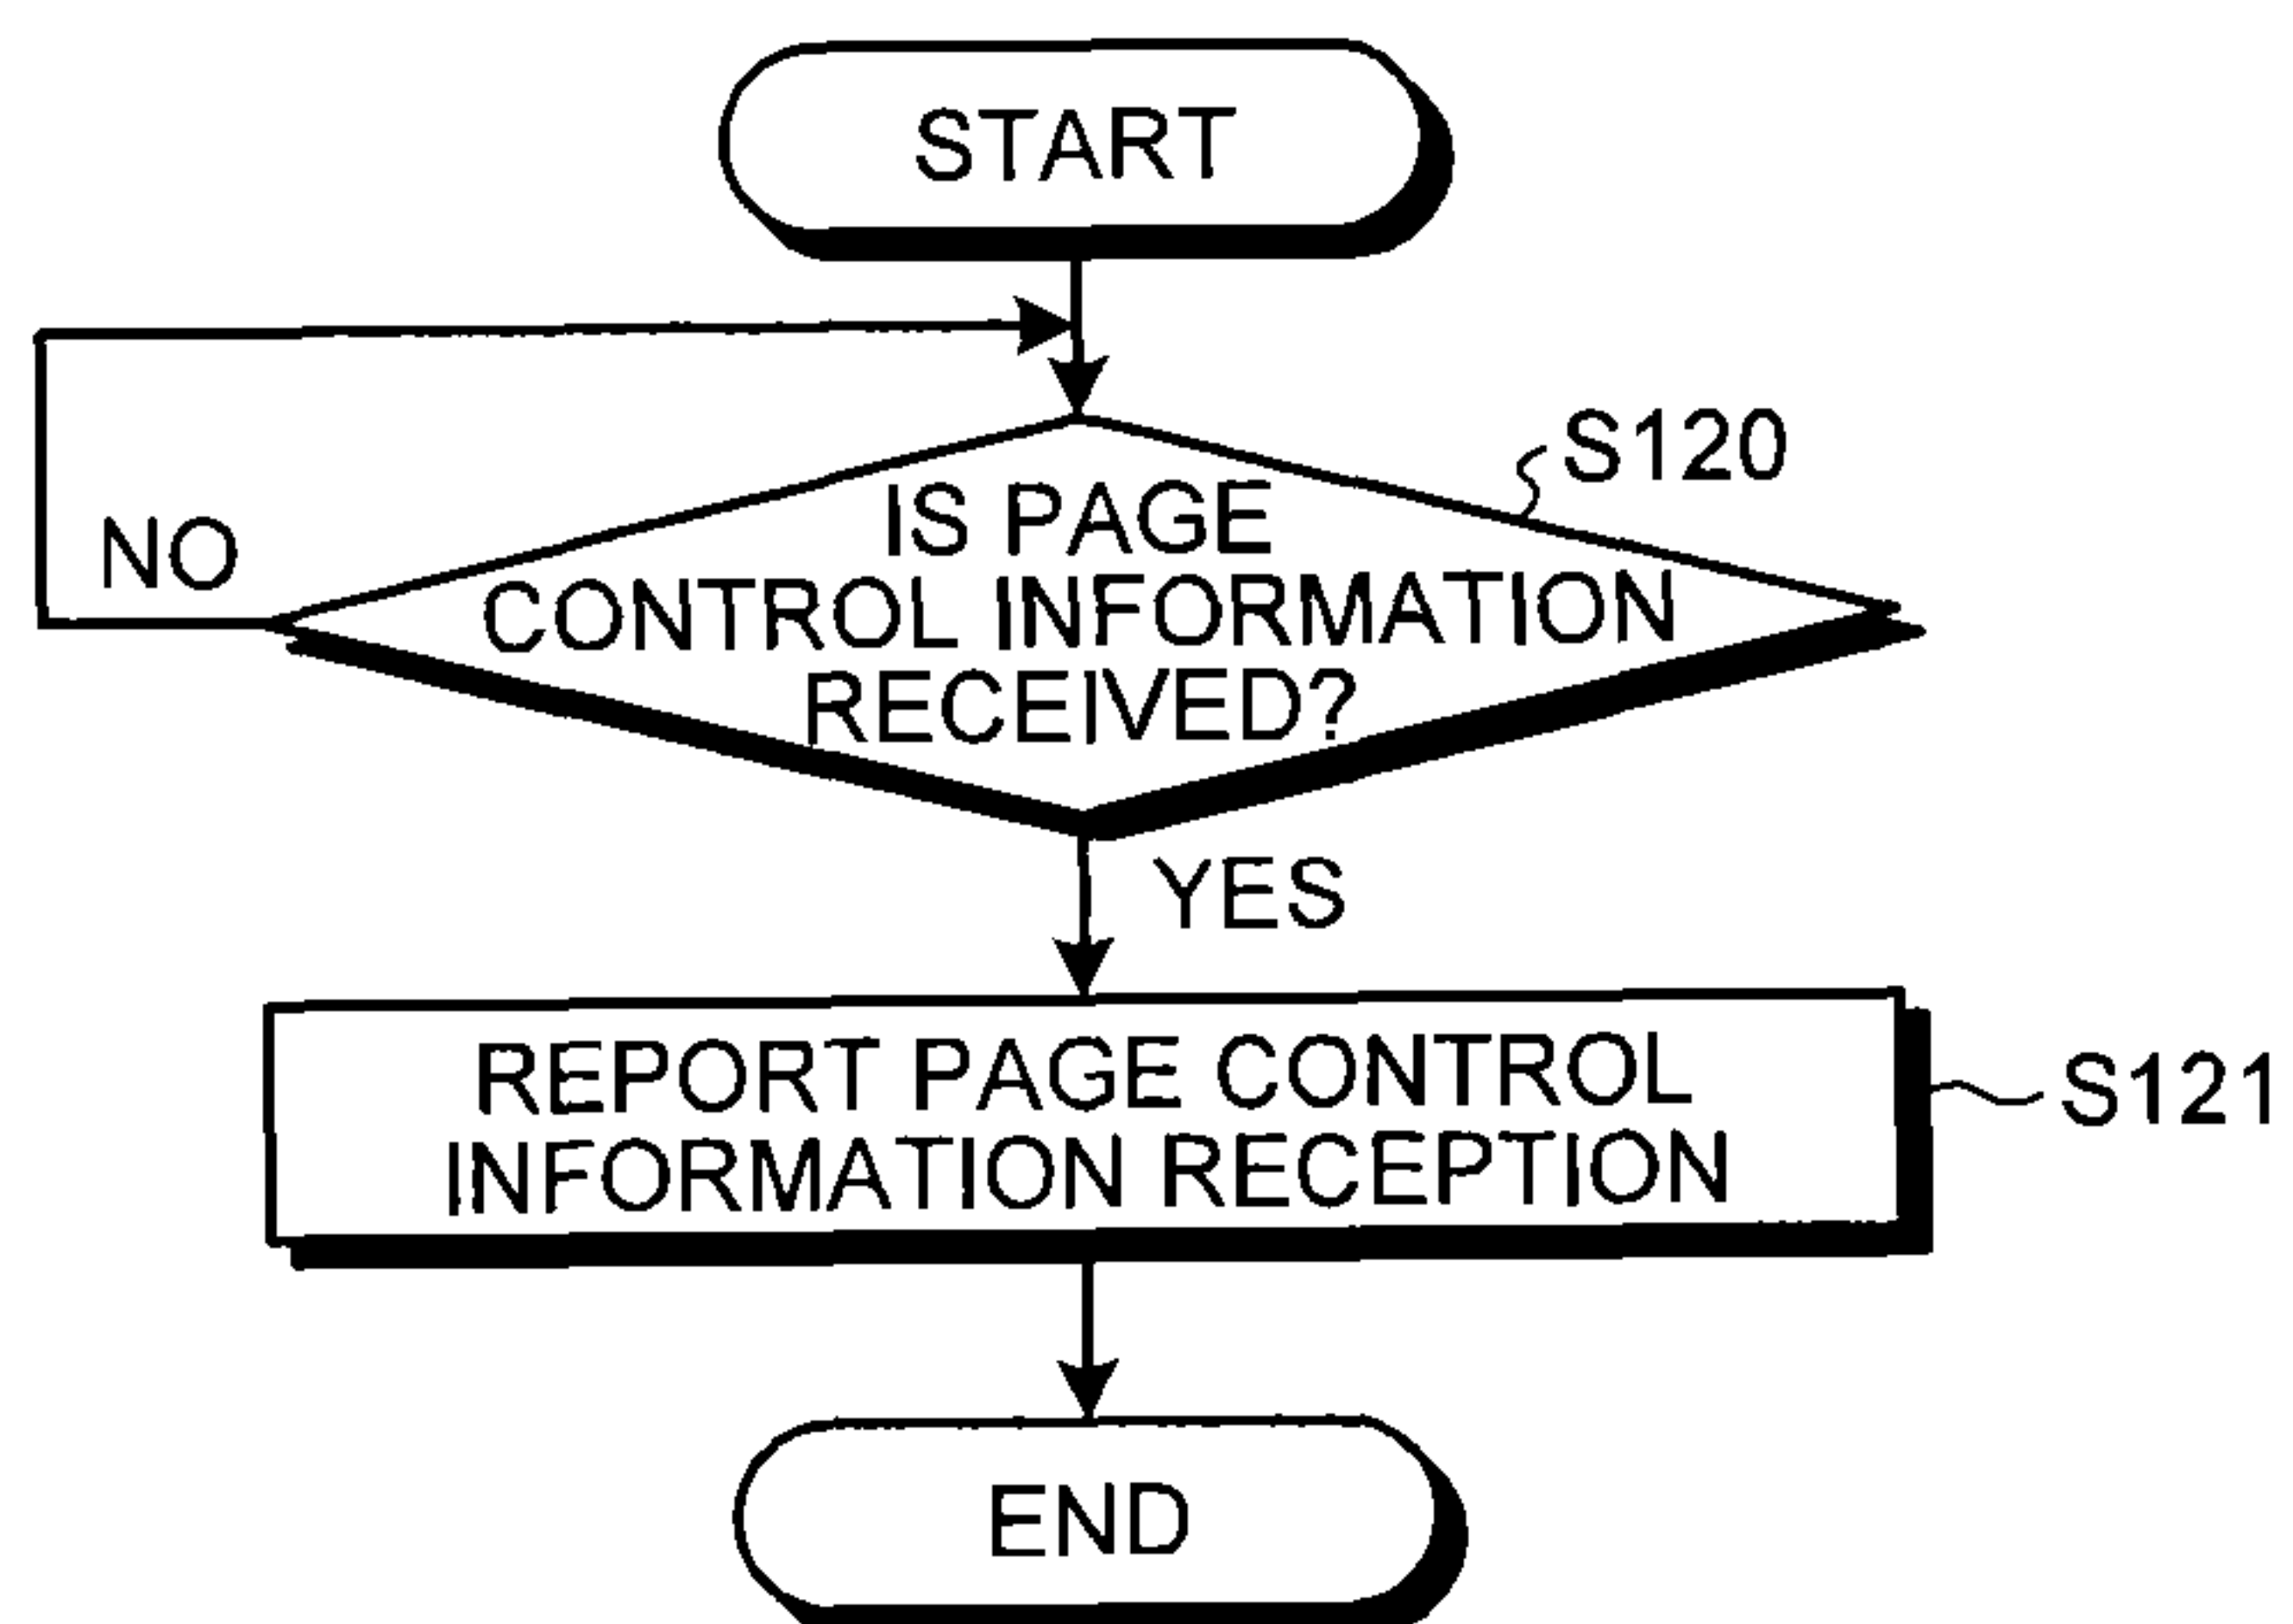 START
S120
IS PAGE
CONTROL INFORMATION
RECEIVED?
NO
YES
REPORT PAGE CONTROL
INFORMATION RECEPTION
S121
END